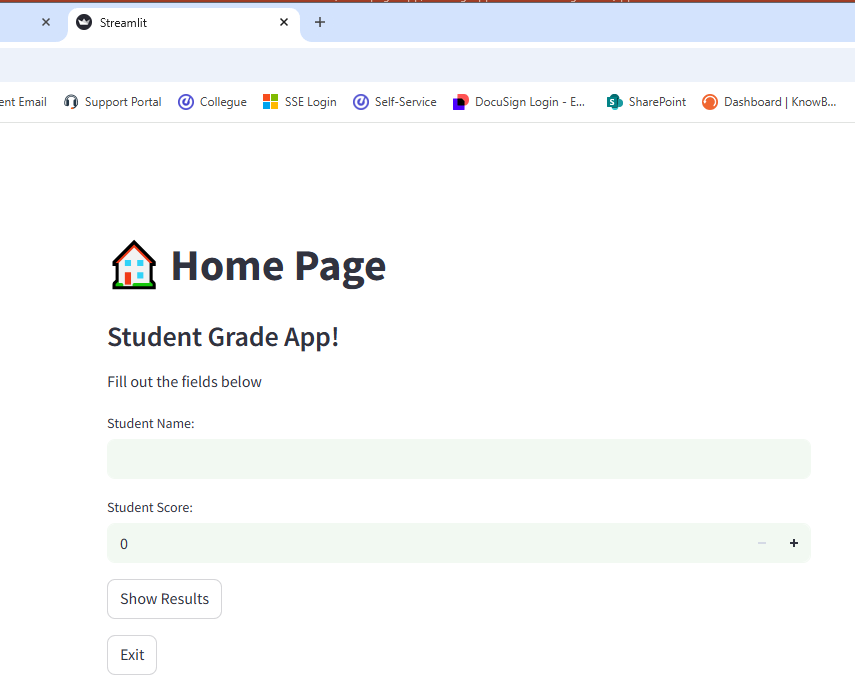 Streamlit
ent Email Support Portal Collegue SSE Login Self-Service DocuSign Login - E... SharePoint Dashboard | KnowB...
Home Page
Student Grade App!
Fill out the fields below
Student Name:
Student Score:
0
Show Results
Exit